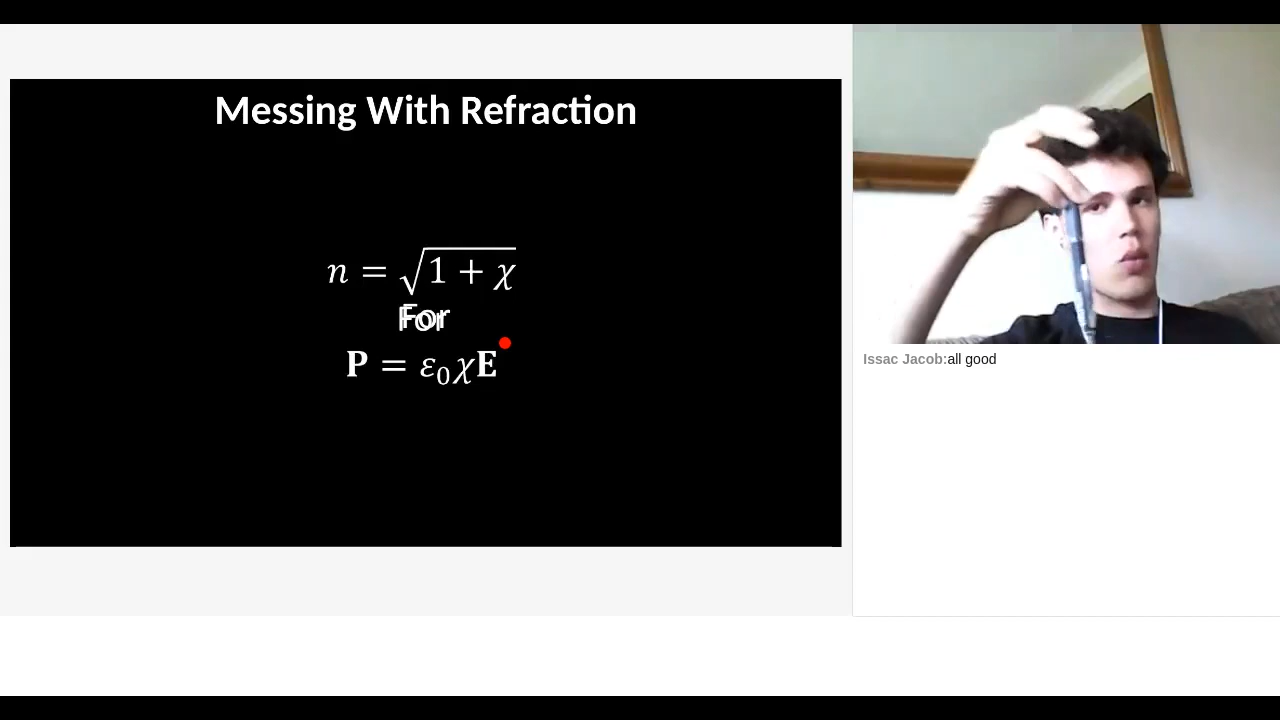 Messing With Refraction
n = √1 + χ
For
P = ε₀χE
Issac Jacob:all good